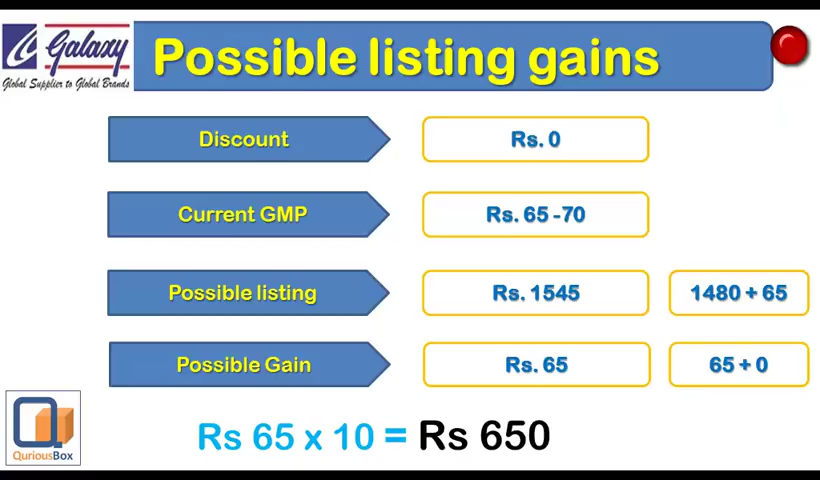 Galaxy
Global Supplier to Global Brands
Possible listing gains
Discount
Rs. 0
Current GMP
Rs. 65 -70
Possible listing
Rs. 1545
1480 + 65
Possible Gain
Rs. 65
65 + 0
Rs 65 x 10 = Rs 650
QuriousBox